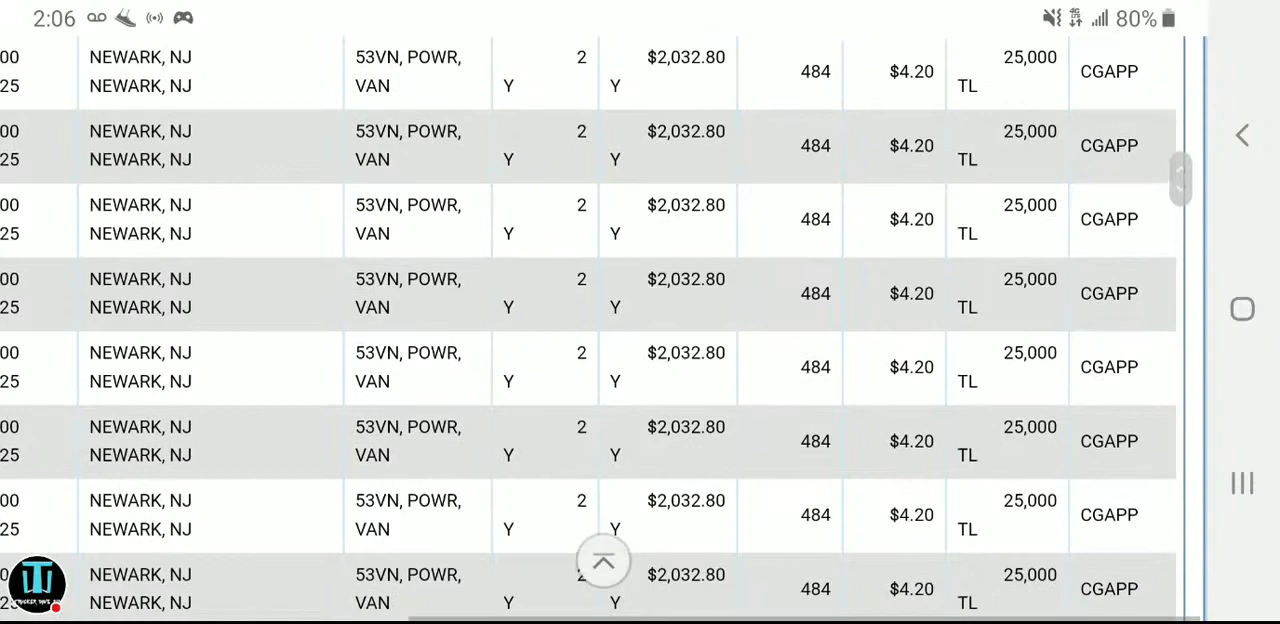 2:06 80%
00 NEWARK, NJ 53VN, POWR, 2 $2,032.80 484 $4.20 25,000 CGAPP
25 NEWARK, NJ VAN Y Y TL
00 NEWARK, NJ 53VN, POWR, 2 $2,032.80 484 $4.20 25,000 CGAPP
25 NEWARK, NJ VAN Y Y TL
00 NEWARK, NJ 53VN, POWR, 2 $2,032.80 484 $4.20 25,000 CGAPP
25 NEWARK, NJ VAN Y Y TL
00 NEWARK, NJ 53VN, POWR, 2 $2,032.80 484 $4.20 25,000 CGAPP
25 NEWARK, NJ VAN Y Y TL
00 NEWARK, NJ 53VN, POWR, 2 $2,032.80 484 $4.20 25,000 CGAPP
25 NEWARK, NJ VAN Y Y TL
00 NEWARK, NJ 53VN, POWR, 2 $2,032.80 484 $4.20 25,000 CGAPP
25 NEWARK, NJ VAN Y Y TL
00 NEWARK, NJ 53VN, POWR, 2 $2,032.80 484 $4.20 25,000 CGAPP
25 NEWARK, NJ VAN Y Y TL
NEWARK, NJ 53VN, POWR, 2 $2,032.80 484 $4.20 25,000 CGAPP
NEWARK, NJ VAN Y Y TL